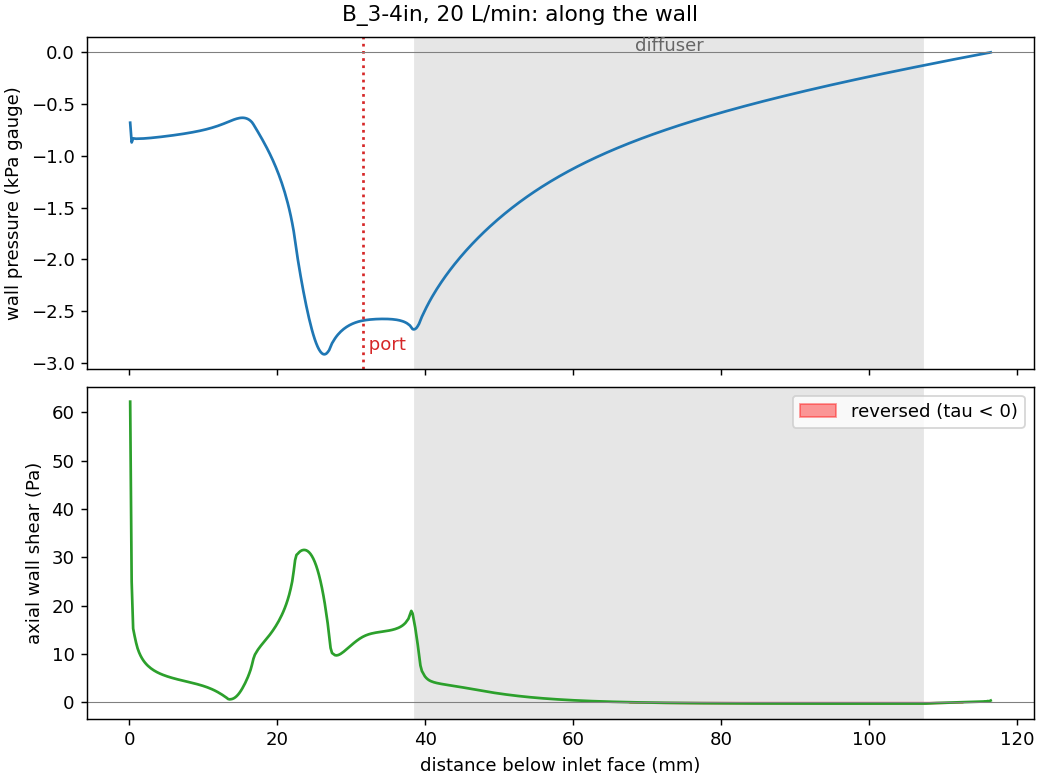 B_3-4in, 20 L/min: along the wall
diffuser
0.0
−0.5
−1.0
−1.5
−2.0
−2.5
−3.0
wall pressure (kPa gauge)
port
reversed (tau < 0)
60
50
40
30
20
10
0
axial wall shear (Pa)
0 20 40 60 80 100 120
distance below inlet face (mm)